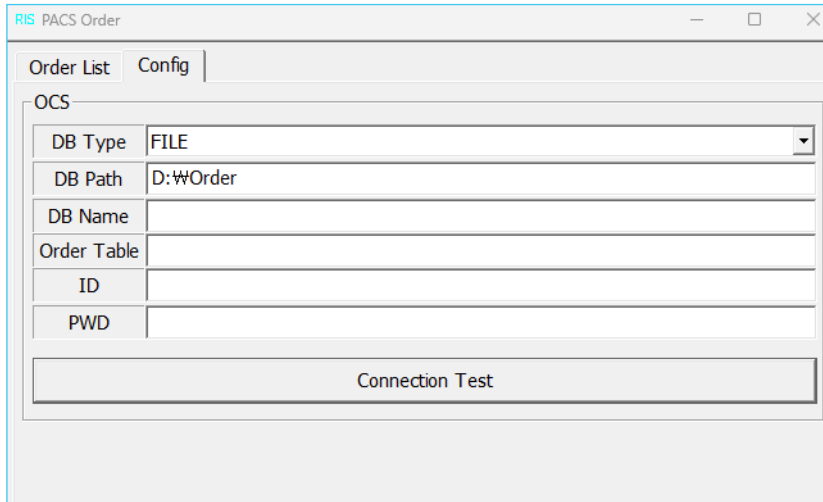 RIS PACS Order
Order List Config
OCS
DB Type FILE
DB Path D:₩Order
DB Name
Order Table
ID
PWD
Connection Test